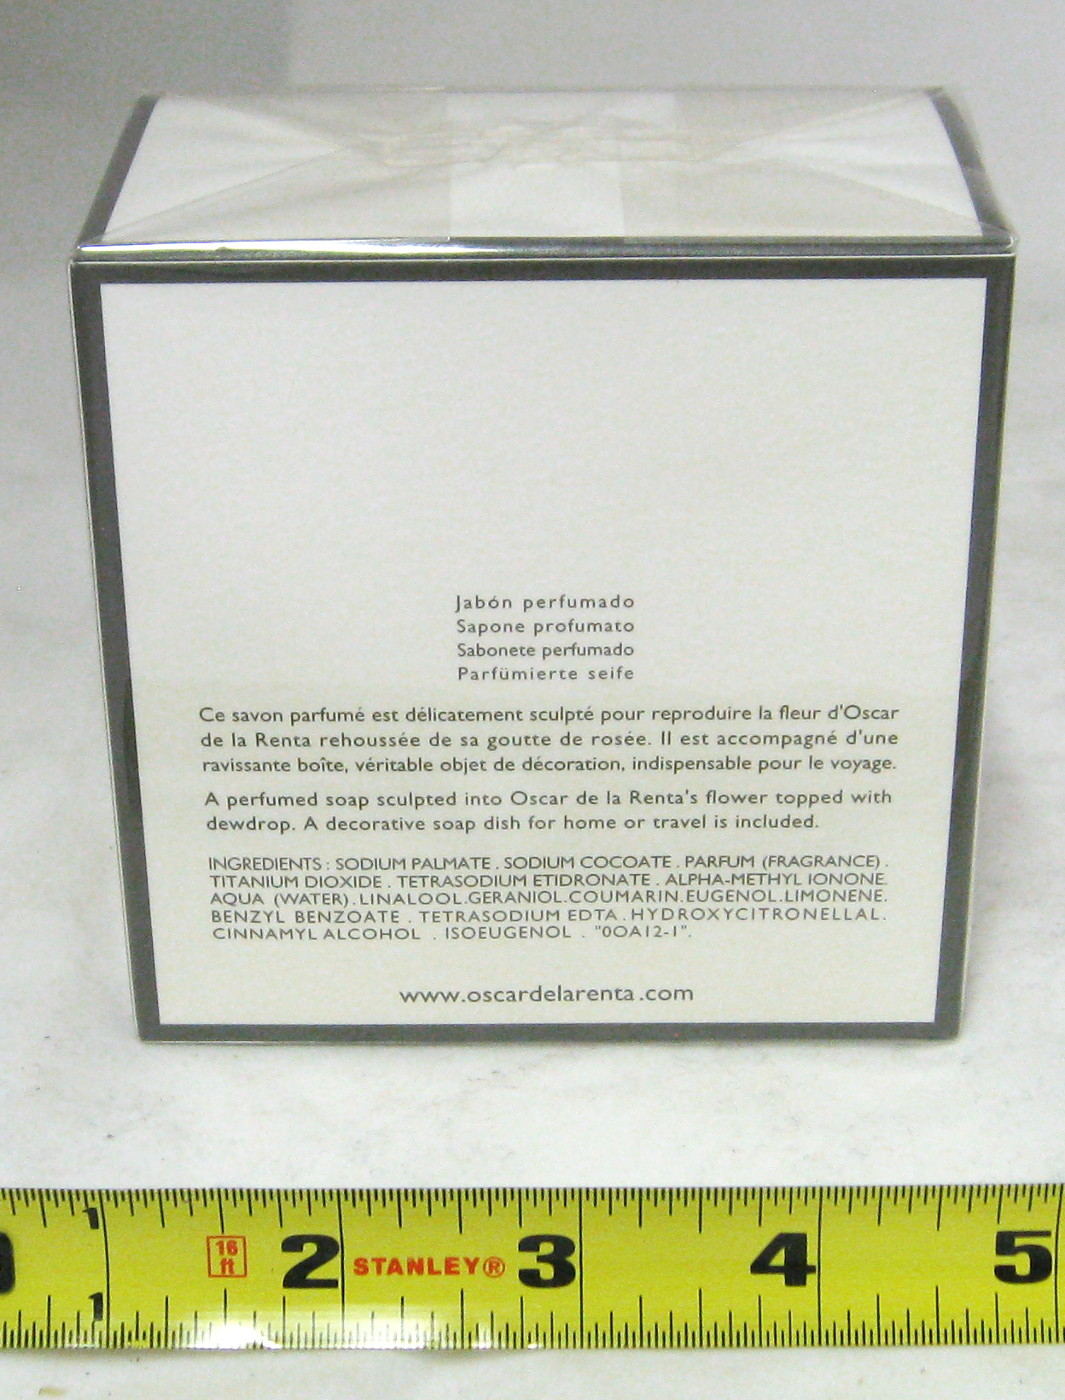 Jabón perfumado
Sapone profumato
Sabonete perfumado
Parfümierte seife
Ce savon parfumé est délicatement sculpté pour reproduire la fleur d'Oscar
de la Renta rehoussée de sa goutte de rosée. Il est accompagné d'une
ravissante boîte, véritable objet de décoration, indispensable pour le voyage.
A perfumed soap sculpted into Oscar de la Renta's flower topped with
dewdrop. A decorative soap dish for home or travel is included.
INGREDIENTS : SODIUM PALMATE . SODIUM COCOATE . PARFUM (FRAGRANCE) .
TITANIUM DIOXIDE . TETRASODIUM ETIDRONATE . ALPHA-METHYL IONONE.
AQUA (WATER).LINALOOL.GERANIOL.COUMARIN.EUGENOL.LIMONENE.
BENZYL BENZOATE . TETRASODIUM EDTA . HYDROXYCITRONELLAL.
CINNAMYL ALCOHOL . ISOEUGENOL . "0OA12-1".
www.oscardelarenta.com
1
16 ft 2 STANLEY® 3 4 5
1